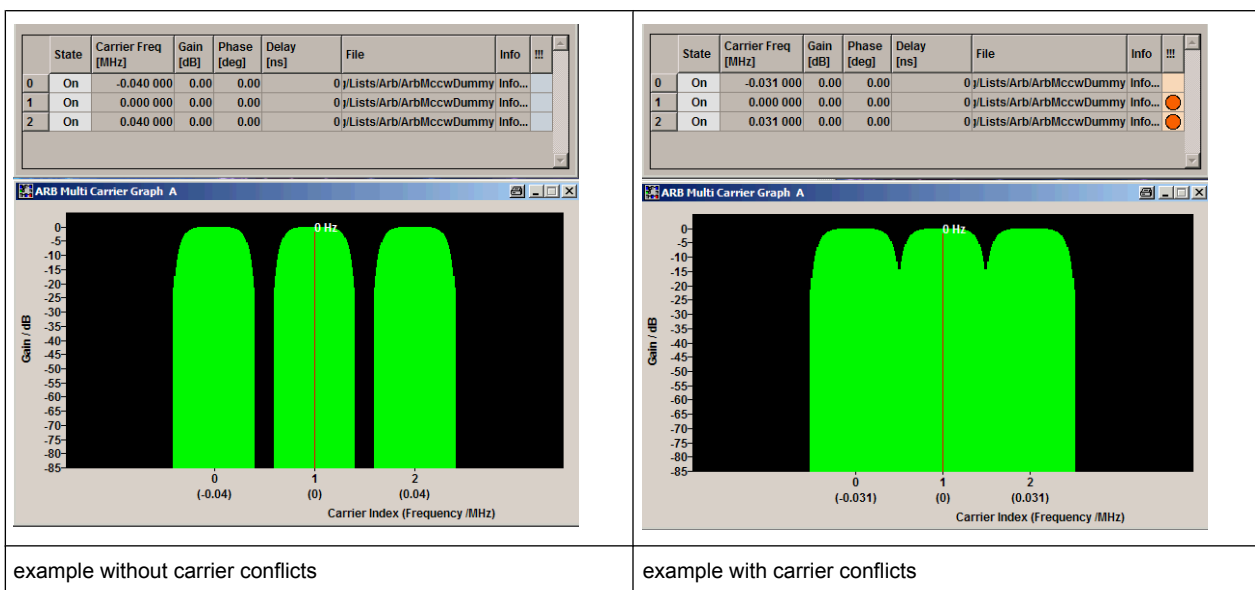 State Carrier Freq [MHz] Gain [dB] Phase [deg] Delay [ns] File Info !!!
0 On -0.040 000 0.00 0.00 0 g/Lists/Arb/ArbMccwDummy Info...
1 On 0.000 000 0.00 0.00 0 g/Lists/Arb/ArbMccwDummy Info...
2 On 0.040 000 0.00 0.00 0 g/Lists/Arb/ArbMccwDummy Info...
ARB Multi Carrier Graph A
0 Hz
Gain / dB
0
-5
-10
-15
-20
-25
-30
-35
-40
-45
-50
-55
-60
-65
-70
-75
-80
-85
0 1 2
(-0.04) (0) (0.04)
Carrier Index (Frequency /MHz)
example without carrier conflicts
State Carrier Freq [MHz] Gain [dB] Phase [deg] Delay [ns] File Info !!!
0 On -0.031 000 0.00 0.00 0 g/Lists/Arb/ArbMccwDummy Info...
1 On 0.000 000 0.00 0.00 0 g/Lists/Arb/ArbMccwDummy Info...
2 On 0.031 000 0.00 0.00 0 g/Lists/Arb/ArbMccwDummy Info...
ARB Multi Carrier Graph A
0 Hz
Gain / dB
0
-5
-10
-15
-20
-25
-30
-35
-40
-45
-50
-55
-60
-65
-70
-75
-80
-85
0 1 2
(-0.031) (0) (0.031)
Carrier Index (Frequency /MHz)
example with carrier conflicts